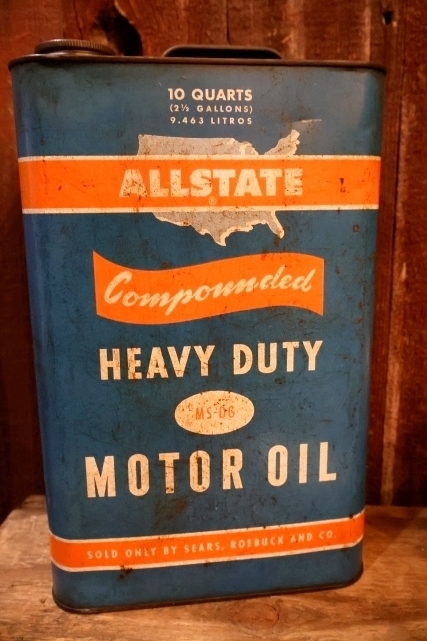 10 QUARTS
(2½ GALLONS)
9.463 LITROS
ALLSTATE
®
Compounded
HEAVY DUTY
MS-DG
MOTOR OIL
SOLD ONLY BY SEARS, ROEBUCK AND CO.